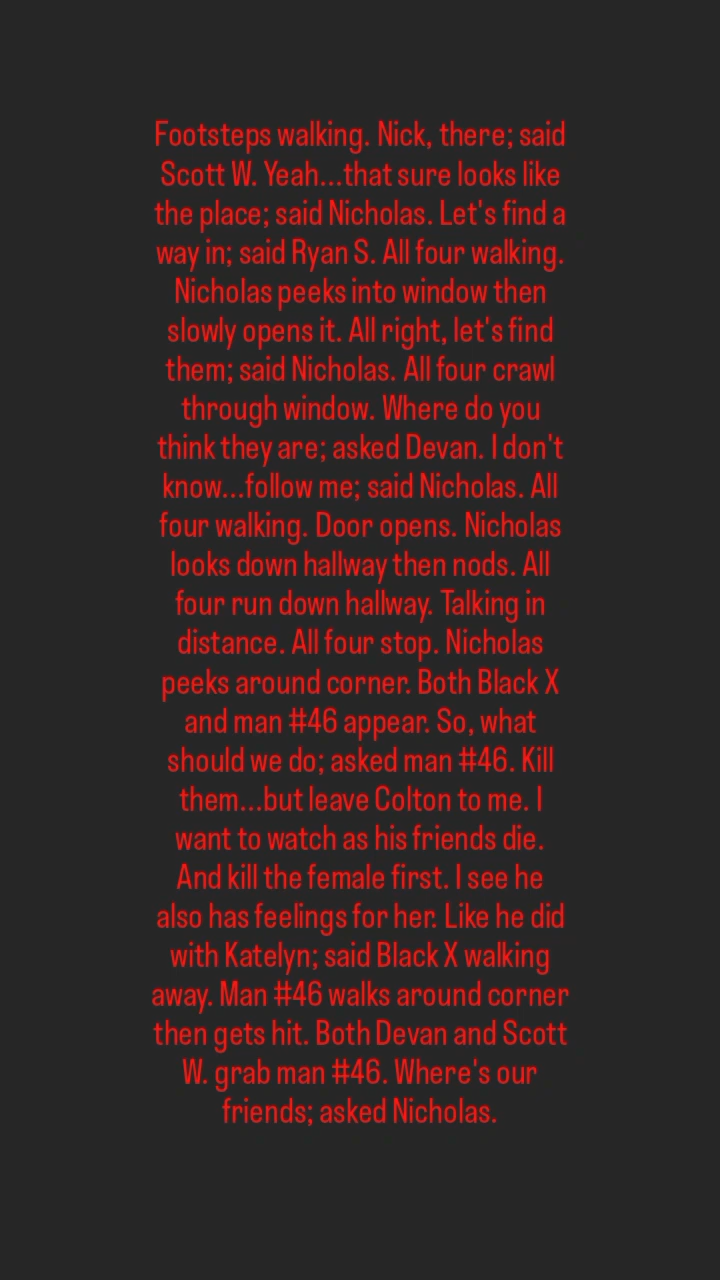 Footsteps walking. Nick, there; said
Scott W. Yeah...that sure looks like
the place; said Nicholas. Let's find a
way in; said Ryan S. All four walking.
Nicholas peeks into window then
slowly opens it. All right, let's find
them; said Nicholas. All four crawl
through window. Where do you
think they are; asked Devan. I don't
know...follow me; said Nicholas. All
four walking. Door opens. Nicholas
looks down hallway then nods. All
four run down hallway. Talking in
distance. All four stop. Nicholas
peeks around corner. Both Black X
and man #46 appear. So, what
should we do; asked man #46. Kill
them...but leave Colton to me. I
want to watch as his friends die.
And kill the female first. I see he
also has feelings for her. Like he did
with Katelyn; said Black X walking
away. Man #46 walks around corner
then gets hit. Both Devan and Scott
W. grab man #46. Where's our
friends; asked Nicholas.